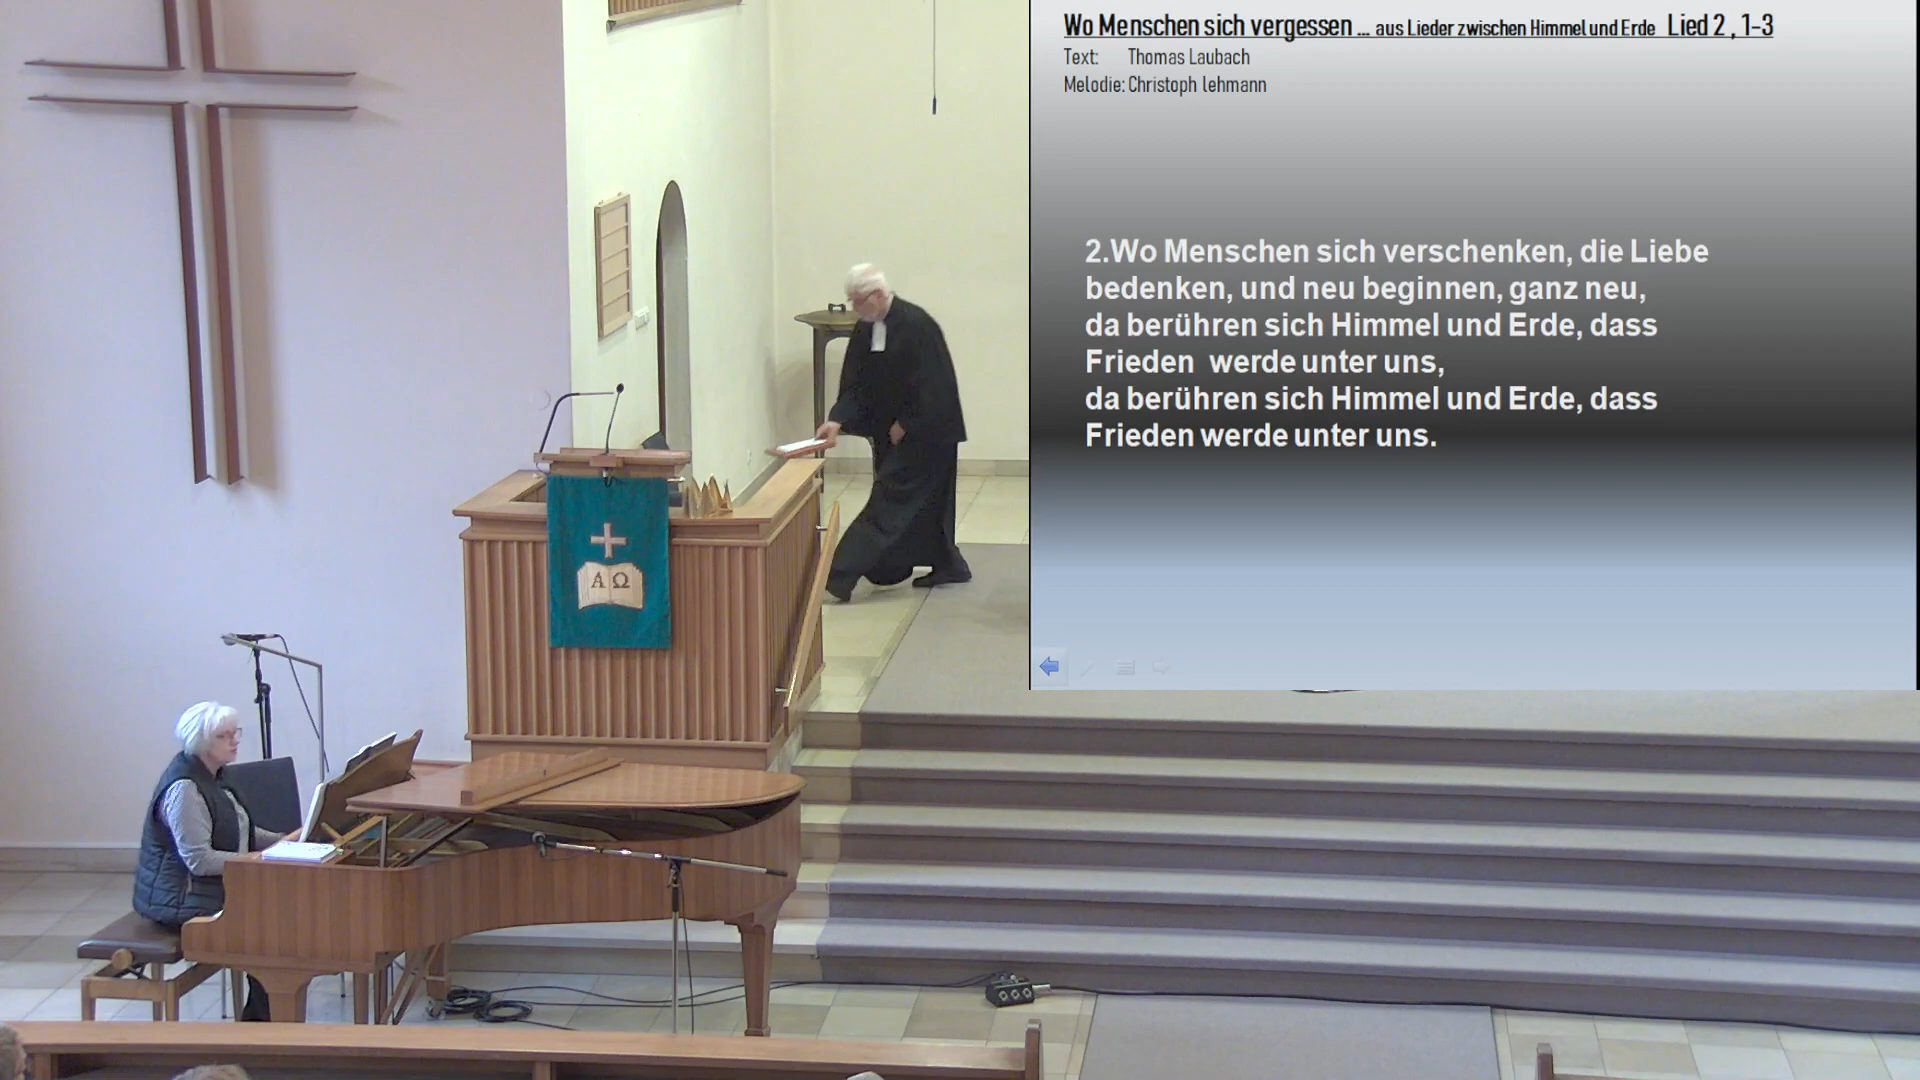 Wo Menschen sich vergessen ... aus Lieder zwischen Himmel und Erde Lied 2 , 1-3
Text: Thomas Laubach
Melodie: Christoph lehmann
2.Wo Menschen sich verschenken, die Liebe
bedenken, und neu beginnen, ganz neu,
da berühren sich Himmel und Erde, dass
Frieden werde unter uns,
da berühren sich Himmel und Erde, dass
Frieden werde unter uns.
Α Ω